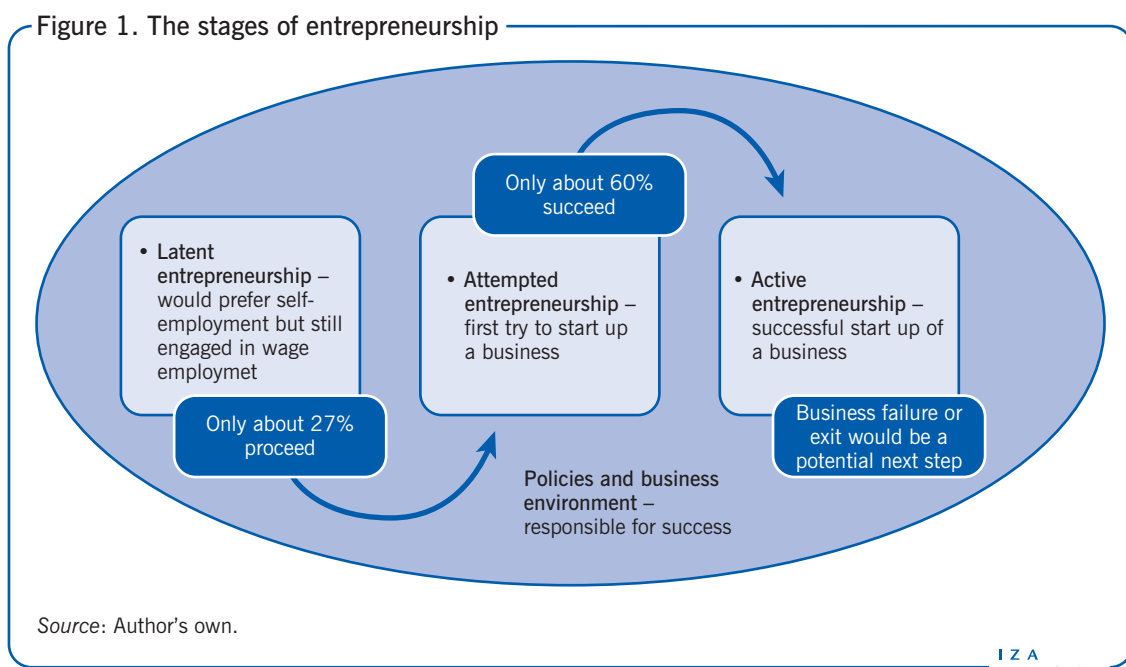 Figure 1. The stages of entrepreneurship
Only about 60%
succeed
• Latent
entrepreneurship –
would prefer self-
employment but still
engaged in wage
employmet
• Attempted
entrepreneurship –
first try to start up
a business
• Active
entrepreneurship –
successful start up of
a business
Only about 27%
proceed
Business failure or
exit would be a
potential next step
Policies and business
environment –
responsible for success
Source: Author's own.
I Z A